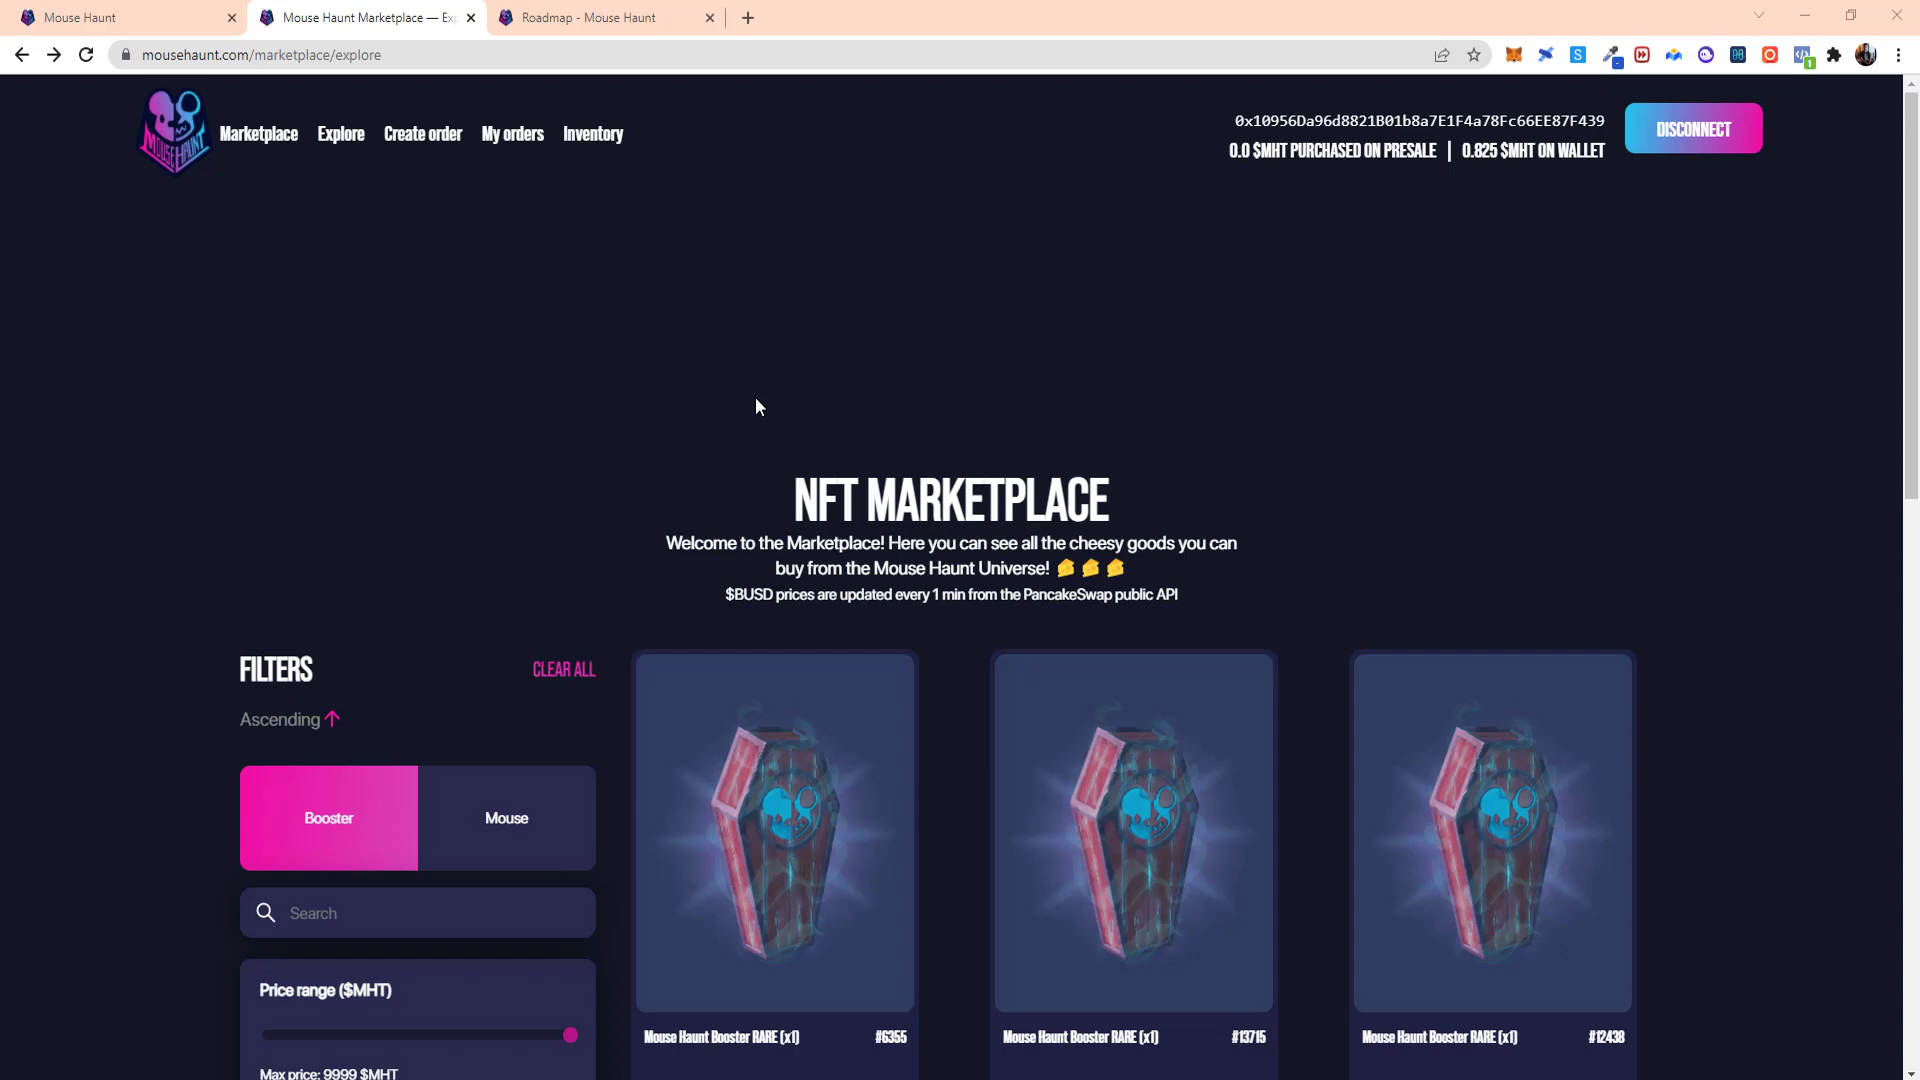 Mouse Haunt
Mouse Haunt Marketplace — Exp
Roadmap - Mouse Haunt
mousehaunt.com/marketplace/explore
MOUSE HAUNT
Marketplace
Explore
Create order
My orders
Inventory
0x10956Da96d8821B01b8a7E1F4a78Fc66EE87F439
0.0 $MHT PURCHASED ON PRESALE | 0.825 $MHT ON WALLET
DISCONNECT
NFT MARKETPLACE
Welcome to the Marketplace! Here you can see all the cheesy goods you can
buy from the Mouse Haunt Universe! 🧀 🧀 🧀
$BUSD prices are updated every 1 min from the PancakeSwap public API
FILTERS
CLEAR ALL
Ascending
Booster
Mouse
Search
Price range ($MHT)
Max price: 9999 $MHT
Mouse Haunt Booster RARE (x1) #6355
Mouse Haunt Booster RARE (x1) #13715
Mouse Haunt Booster RARE (x1) #12438